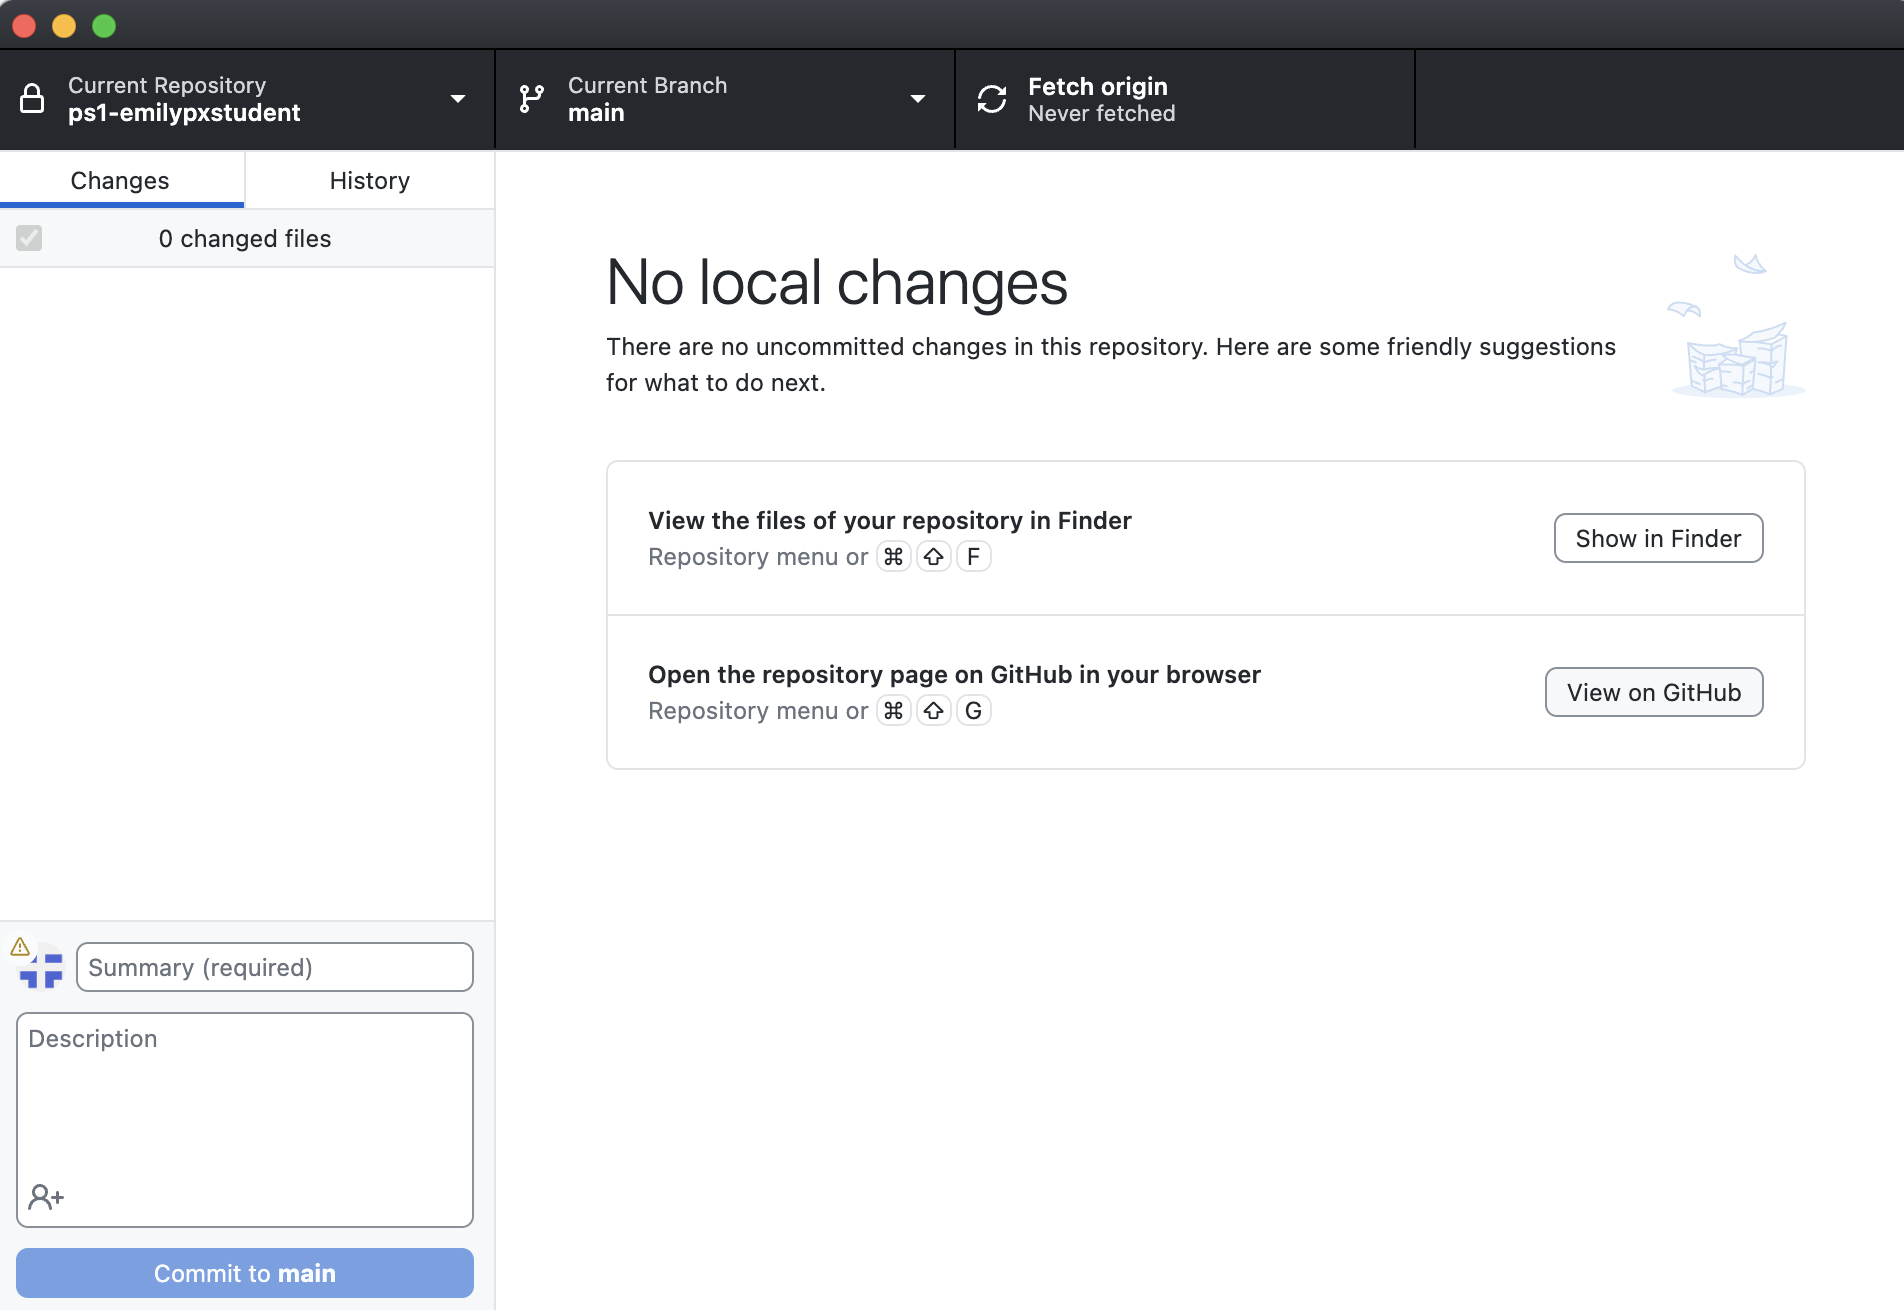 Current Repository
ps1-emilypxstudent
Current Branch
main
Fetch origin
Never fetched
Changes
History
0 changed files
No local changes
There are no uncommitted changes in this repository. Here are some friendly suggestions
for what to do next.
View the files of your repository in Finder
Repository menu or ⌘ ⇧ F
Show in Finder
Open the repository page on GitHub in your browser
Repository menu or ⌘ ⇧ G
View on GitHub
Summary (required)
Description
Commit to main